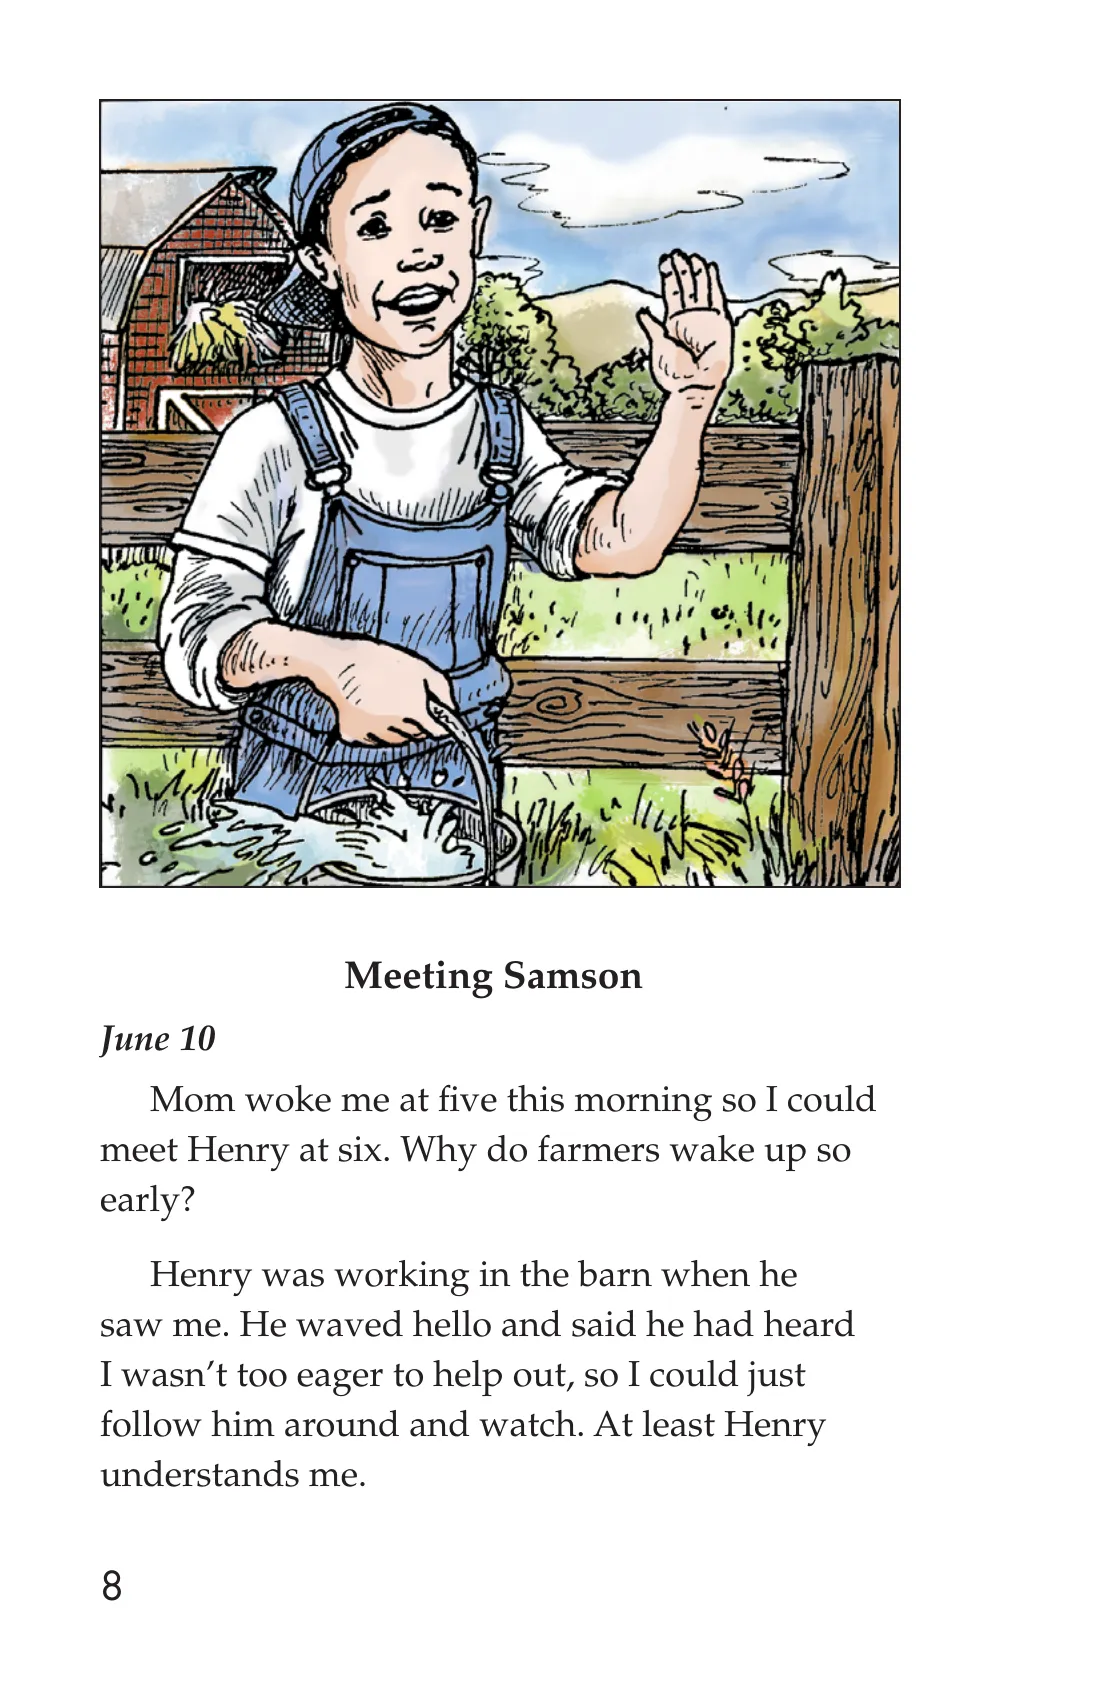 Meeting Samson
June 10
Mom woke me at five this morning so I could
meet Henry at six. Why do farmers wake up so
early?
Henry was working in the barn when he
saw me. He waved hello and said he had heard
I wasn’t too eager to help out, so I could just
follow him around and watch. At least Henry
understands me.
8